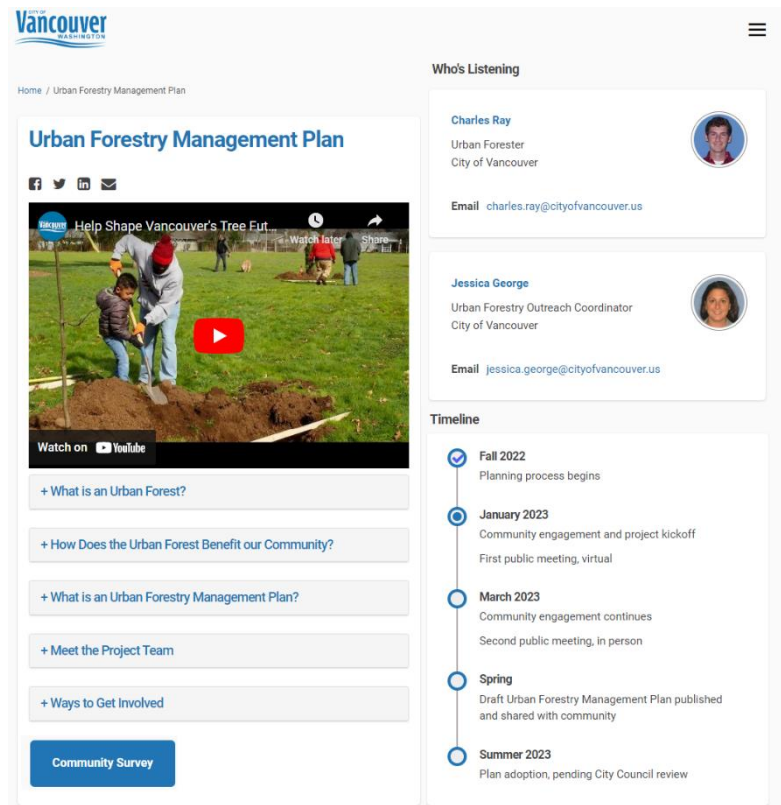 CITY OF
Vancouver
WASHINGTON
Home / Urban Forestry Management Plan
Urban Forestry Management Plan
Vancouver
Help Shape Vancouver's Tree Fut...
Watch later
Share
Watch on YouTube
+ What is an Urban Forest?
+ How Does the Urban Forest Benefit our Community?
+ What is an Urban Forestry Management Plan?
+ Meet the Project Team
+ Ways to Get Involved
Community Survey
Who's Listening
Charles Ray
Urban Forester
City of Vancouver
Email charles.ray@cityofvancouver.us
Jessica George
Urban Forestry Outreach Coordinator
City of Vancouver
Email jessica.george@cityofvancouver.us
Timeline
Fall 2022
Planning process begins
January 2023
Community engagement and project kickoff
First public meeting, virtual
March 2023
Community engagement continues
Second public meeting, in person
Spring
Draft Urban Forestry Management Plan published
and shared with community
Summer 2023
Plan adoption, pending City Council review